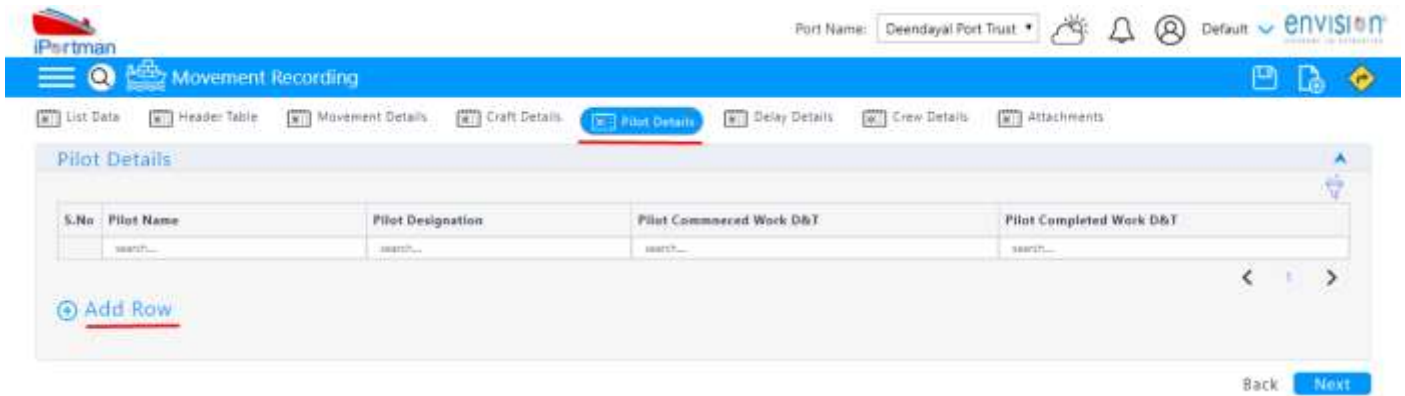 Port Name: Deendayal Port Trust Default envision
iPortman
Movement Recording
List Data Header Table Movement Details Craft Details Pilot Details Delay Details Crew Details Attachments
Pilot Details
S.No Pilot Name Pilot Designation Pilot Commneced Work D&T Pilot Completed Work D&T
search... search... search... search...
1
Add Row
Back Next